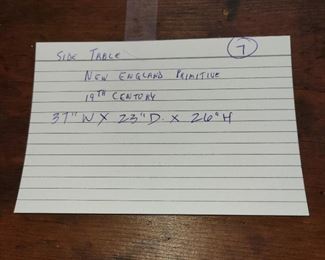 7
SIDE TABLE
NEW ENGLAND PRIMITIVE
19TH CENTURY
37" W X 23" D. X 26" H